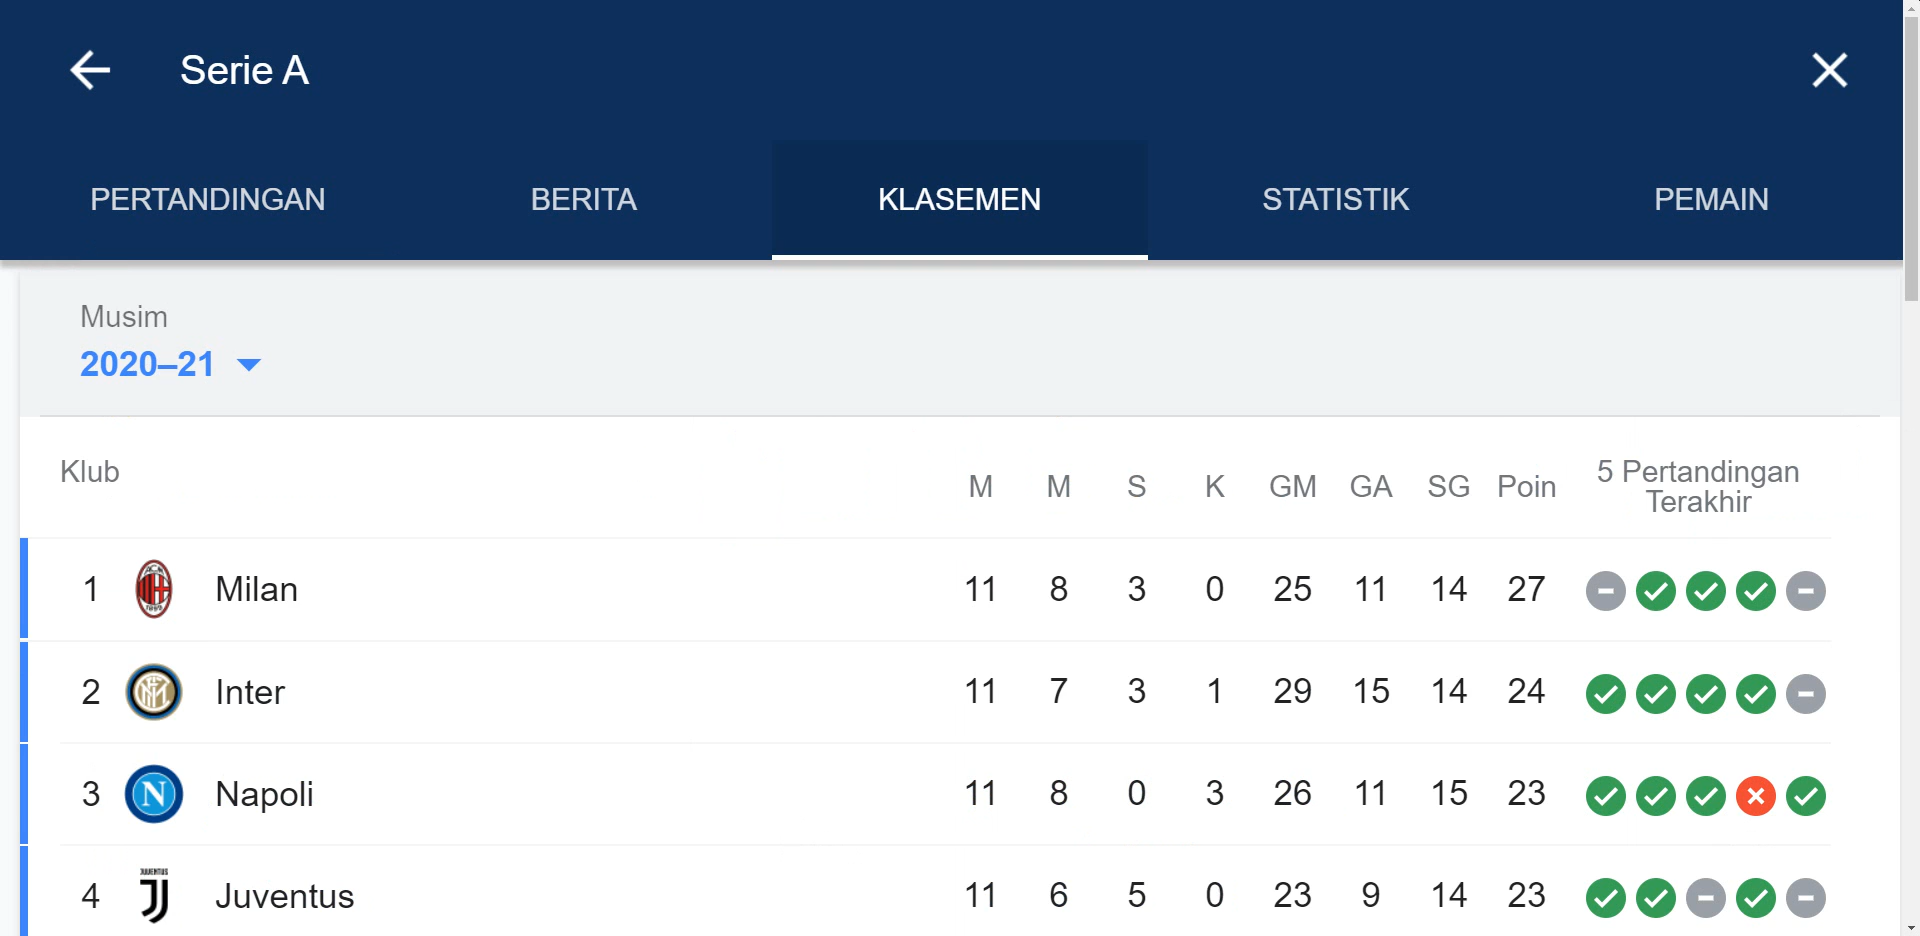 Serie A
PERTANDINGAN BERITA KLASEMEN STATISTIK PEMAIN
Musim
2020–21
Klub M M S K GM GA SG Poin 5 Pertandingan
Terakhir
1 Milan 11 8 3 0 25 11 14 27
2 Inter 11 7 3 1 29 15 14 24
3 Napoli 11 8 0 3 26 11 15 23
N
JUVENTUS
4 Juventus 11 6 5 0 23 9 14 23